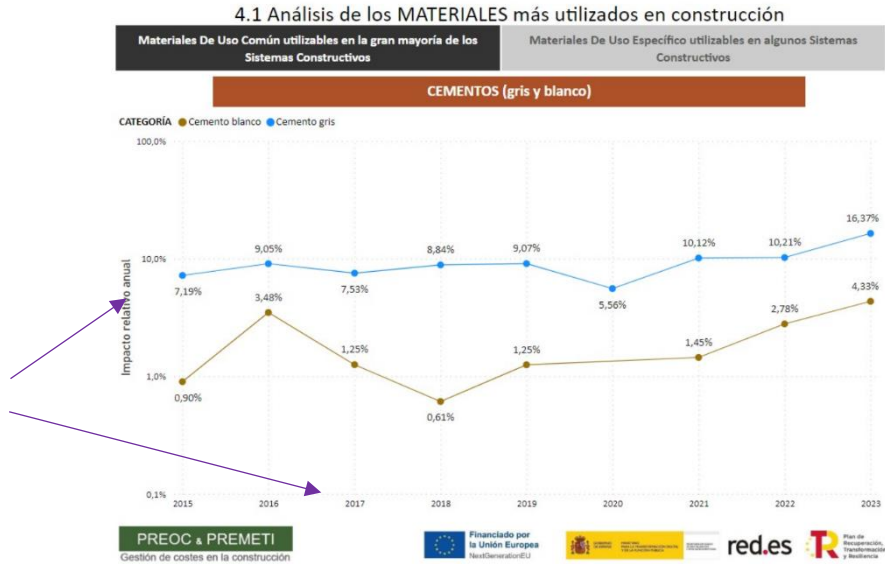 4.1 Análisis de los MATERIALES más utilizados en construcción
Materiales De Uso Común utilizables en la gran mayoría de los
Sistemas Constructivos
Materiales De Uso Específico utilizables en algunos Sistemas
Constructivos
CEMENTOS (gris y blanco)
CATEGORÍA Cemento blanco Cemento gris
Impacto relativo anual
100,0%
10,0%
1,0%
0,1%
7,19%
9,05%
7,53%
8,84%
9,07%
5,56%
10,12%
10,21%
16,37%
0,90%
3,48%
1,25%
0,61%
1,25%
1,45%
2,78%
4,33%
2015 2016 2017 2018 2019 2020 2021 2022 2023
PREOC & PREMETI
Gestión de costes en la construcción
Financiado por
la Unión Europea
NextGenerationEU
red.es
Plan de
Recuperación,
Transformación
y Resiliencia